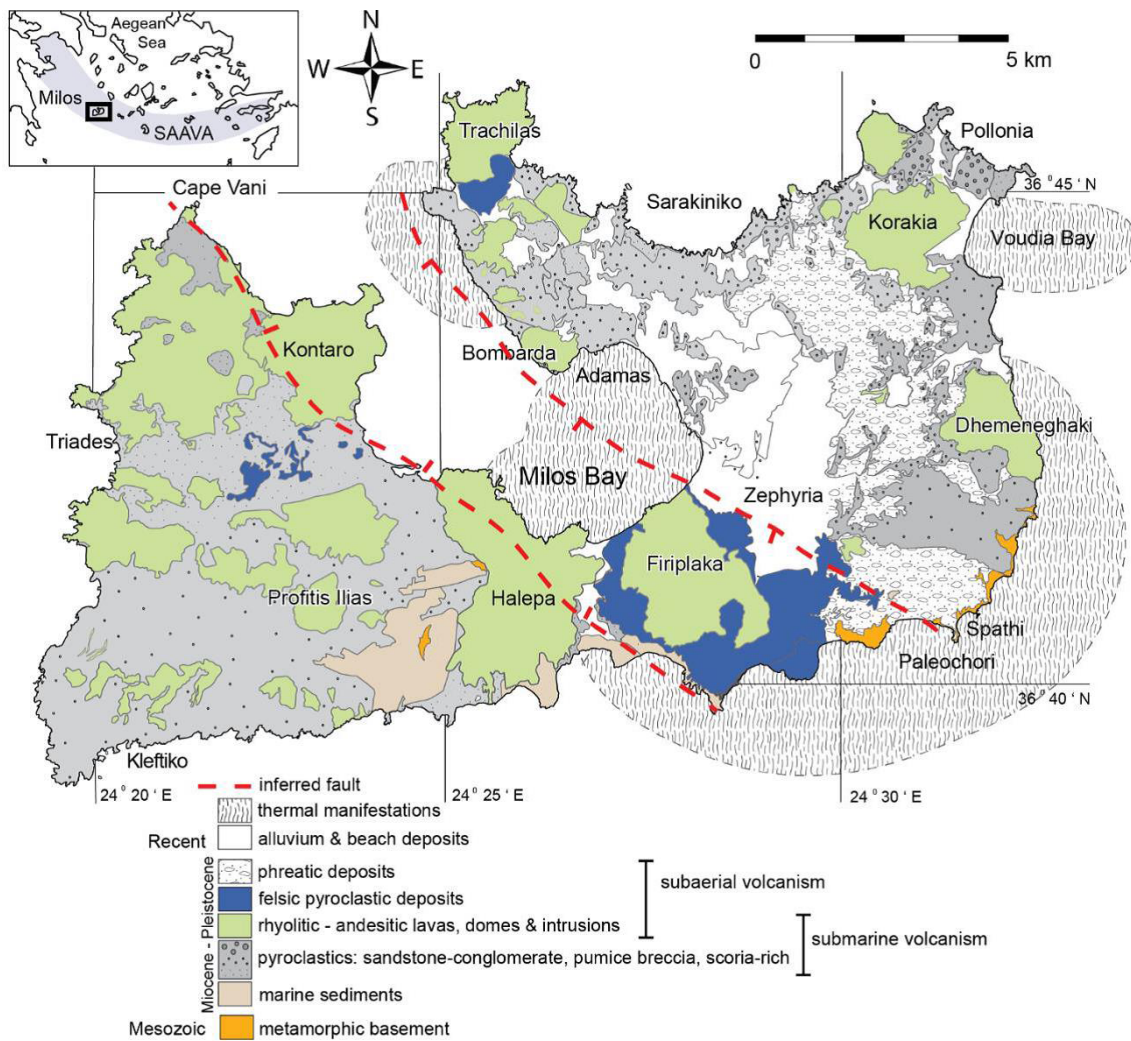 Aegean
Sea
Milos
SAAVA
N
W E
S
0 5 km
Trachilas
Pollonia
Cape Vani
36 º 45 ' N
Sarakiniko
Korakia
Voudia Bay
Kontaro
Bombarda
Adamas
Triades
Dhemeneghaki
Milos Bay
Zephyria
Firiplaka
Profitis Ilias
Halepa
Spathi
Paleochori
36 º 40 ' N
Kleftiko
24 º 20 ' E
24 º 25 ' E
24 º 30 ' E
inferred fault
thermal manifestations
Recent alluvium & beach deposits
Miocene - Pleistocene
phreatic deposits
subaerial volcanism
felsic pyroclastic deposits
rhyolitic - andesitic lavas, domes & intrusions
submarine volcanism
pyroclastics: sandstone-conglomerate, pumice breccia, scoria-rich
marine sediments
Mesozoic metamorphic basement